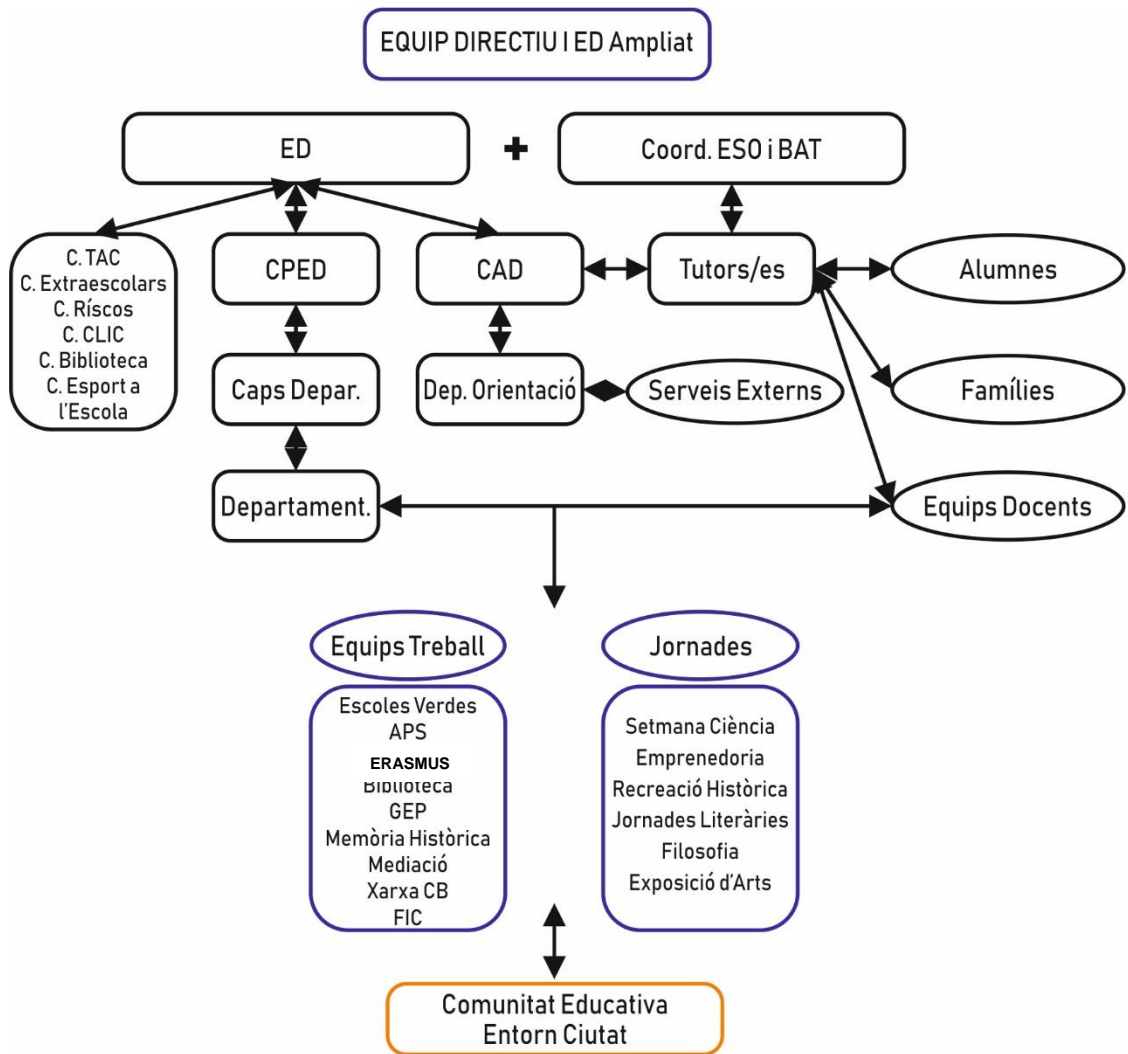 EQUIP DIRECTIU I ED Ampliat
ED
+
Coord. ESO i BAT
C. TAC
C. Extraescolars
C. Ríscos
C. CLIC
C. Biblioteca
C. Esport a
l'Escola
CPED
CAD
Tutors/es
Alumnes
Caps Depar.
Dep. Orientació
Serveis Externs
Famílies
Departament.
Equips Docents
Equips Treball
Escoles Verdes
APS
ERASMUS
Biblioteca
GEP
Memòria Històrica
Mediació
Xarxa CB
FIC
Jornades
Setmana Ciència
Emprenedoria
Recreació Històrica
Jornades Literàries
Filosofia
Exposició d'Arts
Comunitat Educativa
Entorn Ciutat